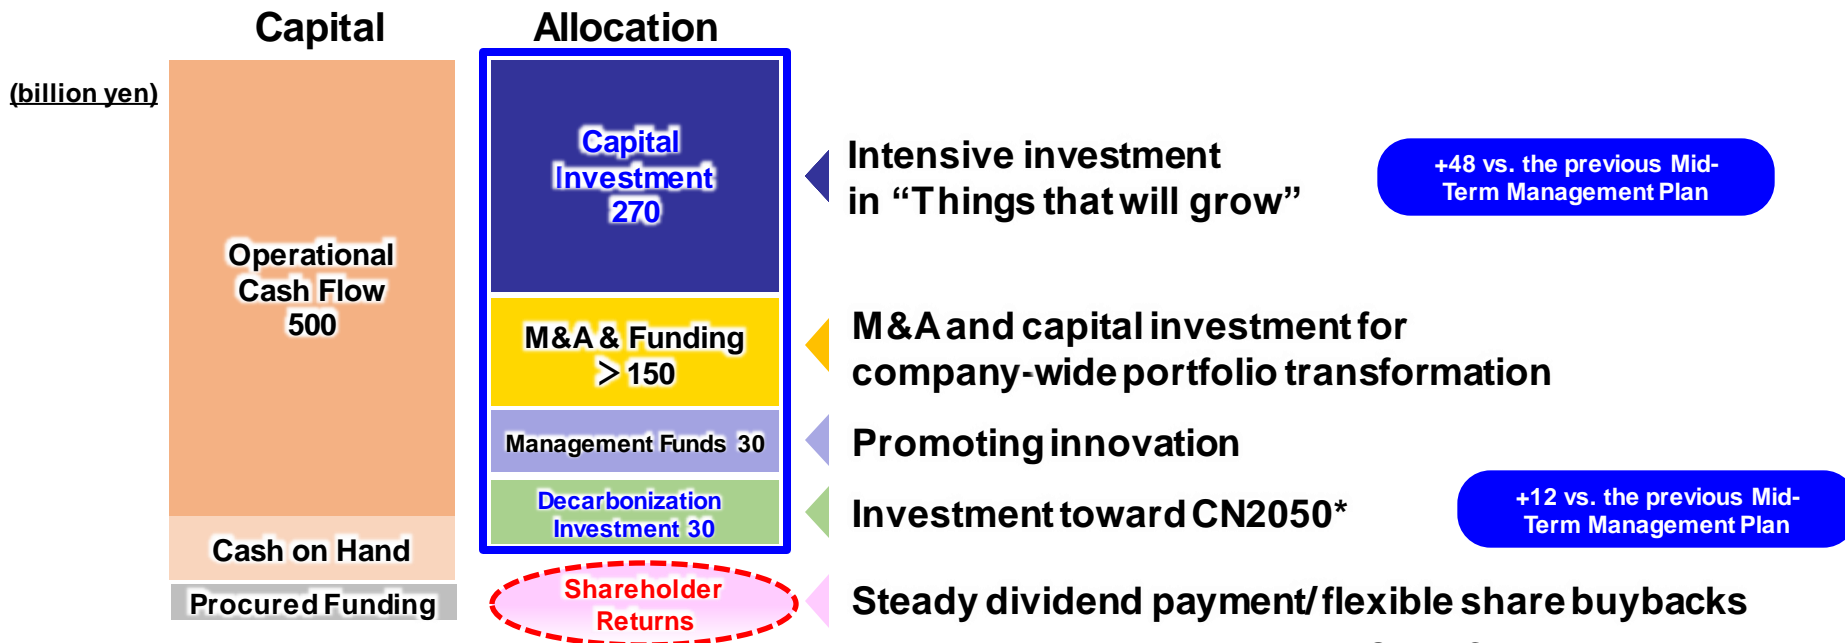 Capital
Allocation
(billion yen)
Operational
Cash Flow
500
Cash on Hand
Procured Funding
Capital
Investment
270
M&A & Funding
＞150
Management Funds 30
Decarbonization
Investment 30
Shareholder
Returns
Intensive investment
in “Things that will grow”
+48 vs. the previous Mid-
Term Management Plan
M&A and capital investment for
company-wide portfolio transformation
Promoting innovation
Investment toward CN2050*
+12 vs. the previous Mid-
Term Management Plan
Steady dividend payment/ flexible share buybacks